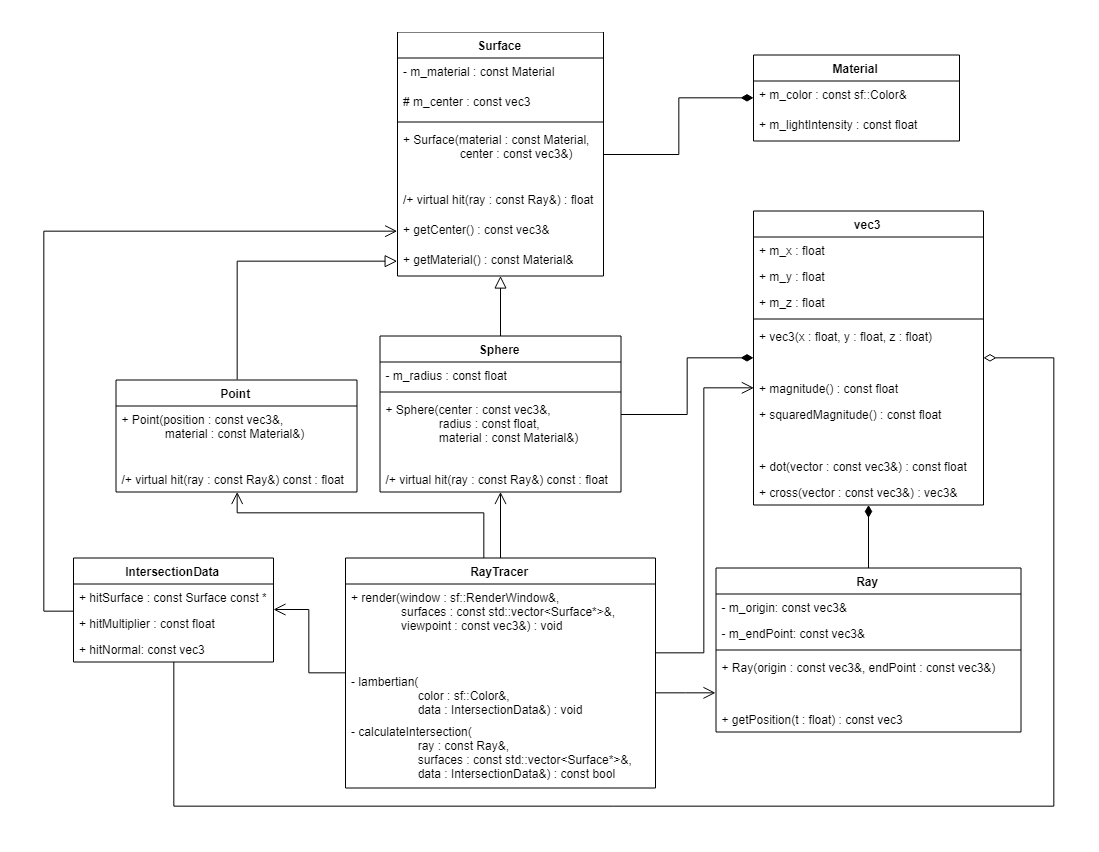 Surface
- m_material : const Material
# m_center : const vec3
+ Surface(material : const Material,
center : const vec3&)
/+ virtual hit(ray : const Ray&) : float
+ getCenter() : const vec3&
+ getMaterial() : const Material&
Material
+ m_color : const sf::Color&
+ m_lightIntensity : const float
vec3
+ m_x : float
+ m_y : float
+ m_z : float
+ vec3(x : float, y : float, z : float)
+ magnitude() : const float
+ squaredMagnitude() : const float
+ dot(vector : const vec3&) : const float
+ cross(vector : const vec3&) : vec3&
Sphere
- m_radius : const float
+ Sphere(center : const vec3&,
radius : const float,
material : const Material&)
/+ virtual hit(ray : const Ray&) const : float
Point
+ Point(position : const vec3&,
material : const Material&)
/+ virtual hit(ray : const Ray&) const : float
IntersectionData
+ hitSurface : const Surface const *
+ hitMultiplier : const float
+ hitNormal: const vec3
RayTracer
+ render(window : sf::RenderWindow&,
surfaces : const std::vector<Surface*>&,
viewpoint : const vec3&) : void
- lambertian(
color : sf::Color&,
data : IntersectionData&) : void
- calculateIntersection(
ray : const Ray&,
surfaces : const std::vector<Surface*>&,
data : IntersectionData&) : const bool
Ray
- m_origin: const vec3&
- m_endPoint: const vec3&
+ Ray(origin : const vec3&, endPoint : const vec3&)
+ getPosition(t : float) : const vec3